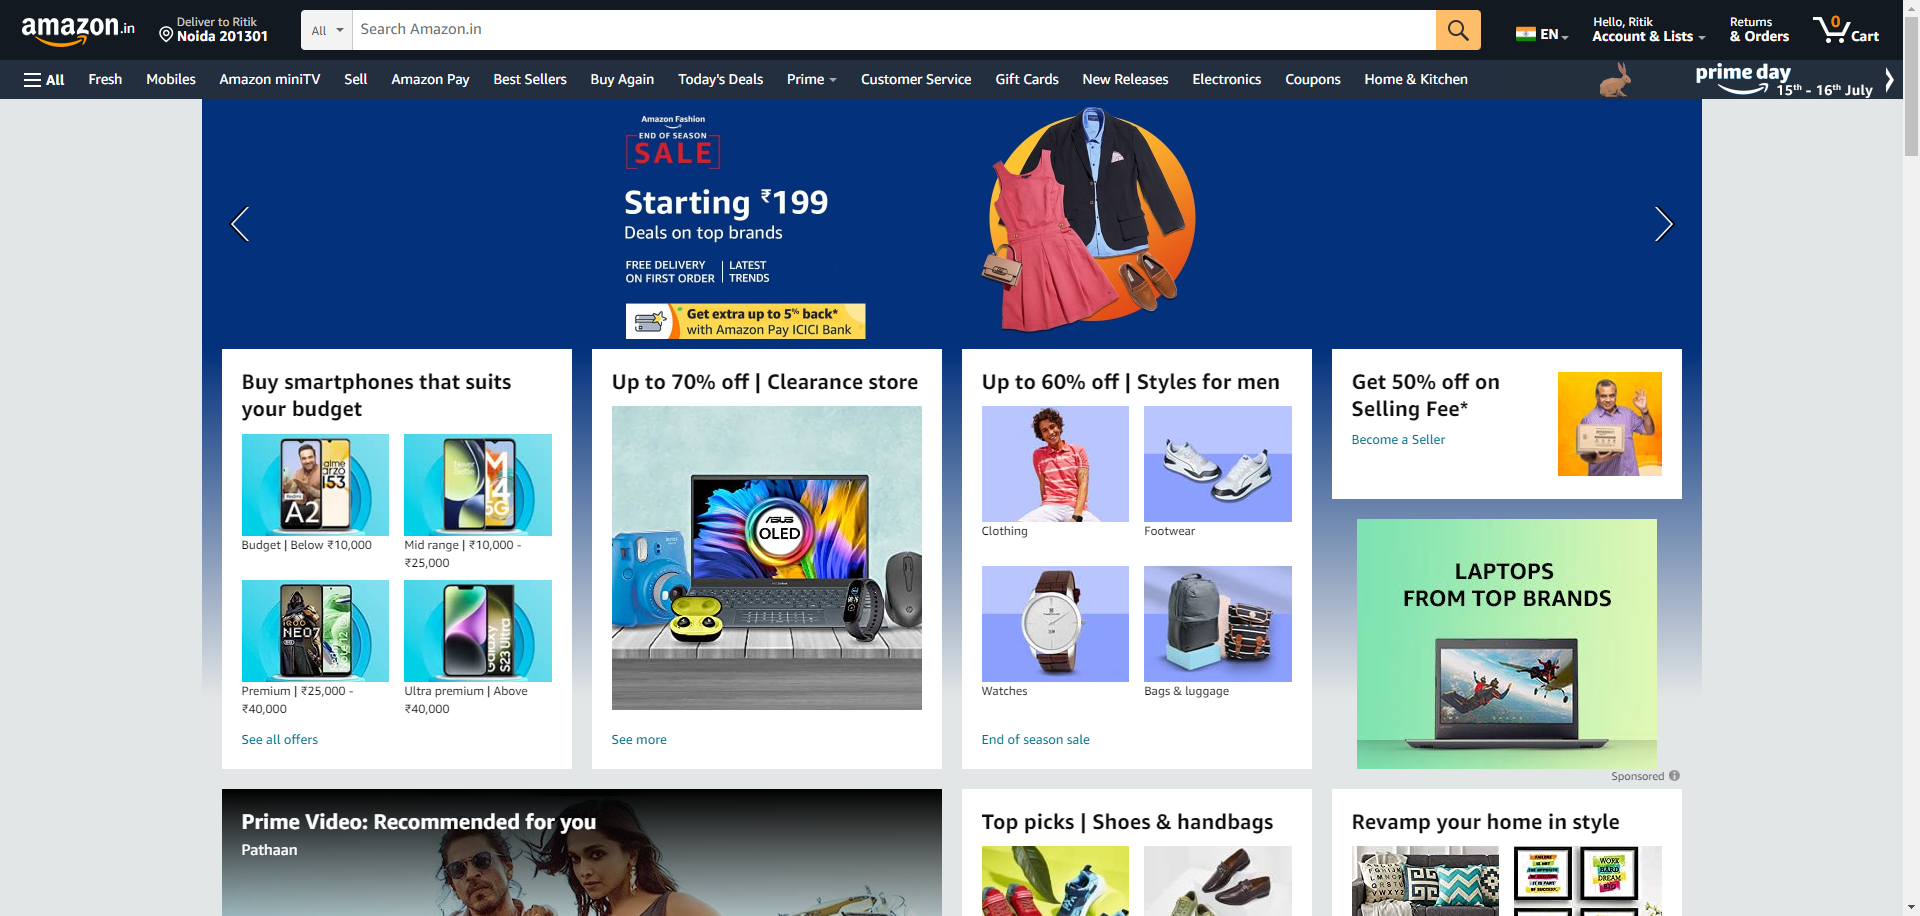 amazon.in
Deliver to Ritik
Noida 201301
All
Search Amazon.in
EN
Hello, Ritik
Account & Lists
Returns
& Orders
0
Cart
All
Fresh
Mobiles
Amazon miniTV
Sell
Amazon Pay
Best Sellers
Buy Again
Today's Deals
Prime
Customer Service
Gift Cards
New Releases
Electronics
Coupons
Home & Kitchen
prime day
15th - 16th July
Amazon Fashion
END OF SEASON
SALE
Starting ₹199
Deals on top brands
FREE DELIVERY
ON FIRST ORDER
LATEST
TRENDS
Get extra up to 5% back*
with Amazon Pay ICICI Bank
Buy smartphones that suits
your budget
A2
Budget | Below ₹10,000
Mid range | ₹10,000 -
₹25,000
NEO7
Galaxy
S23 Ultra
Premium | ₹25,000 -
₹40,000
Ultra premium | Above
₹40,000
See all offers
Up to 70% off | Clearance store
ASUS
OLED
See more
Up to 60% off | Styles for men
Clothing
Footwear
Watches
Bags & luggage
End of season sale
Get 50% off on
Selling Fee*
Become a Seller
LAPTOPS
FROM TOP BRANDS
Sponsored
Prime Video: Recommended for you
Pathaan
Top picks | Shoes & handbags
Revamp your home in style
WORK
HARD
DREAM
BIG